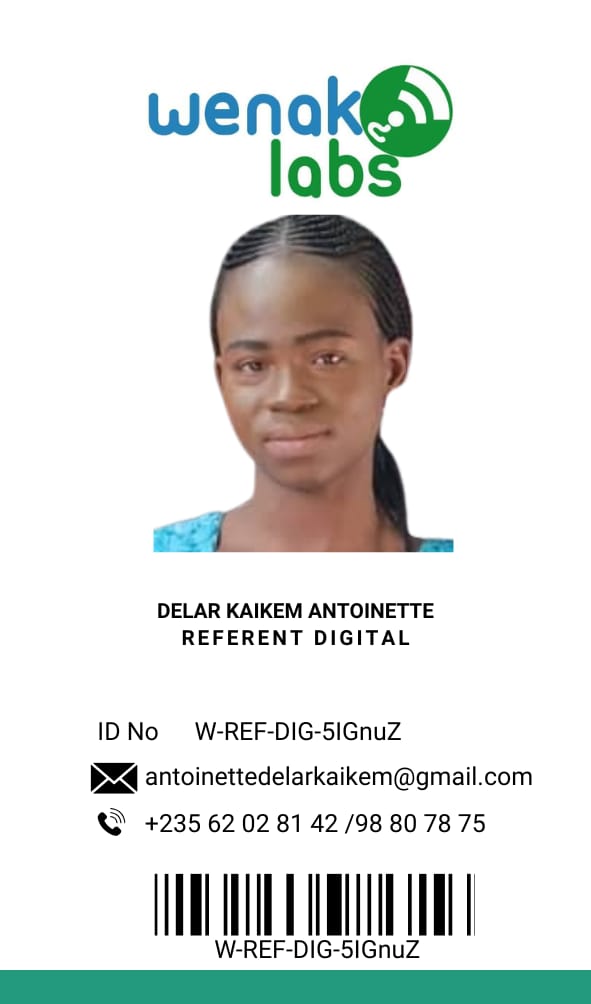 wenak
labs
DELAR KAIKEM ANTOINETTE
REFERENT DIGITAL
ID No W-REF-DIG-5IGnuZ
antoinettedelarkaikem@gmail.com
+235 62 02 81 42 /98 80 78 75
W-REF-DIG-5IGnuZ